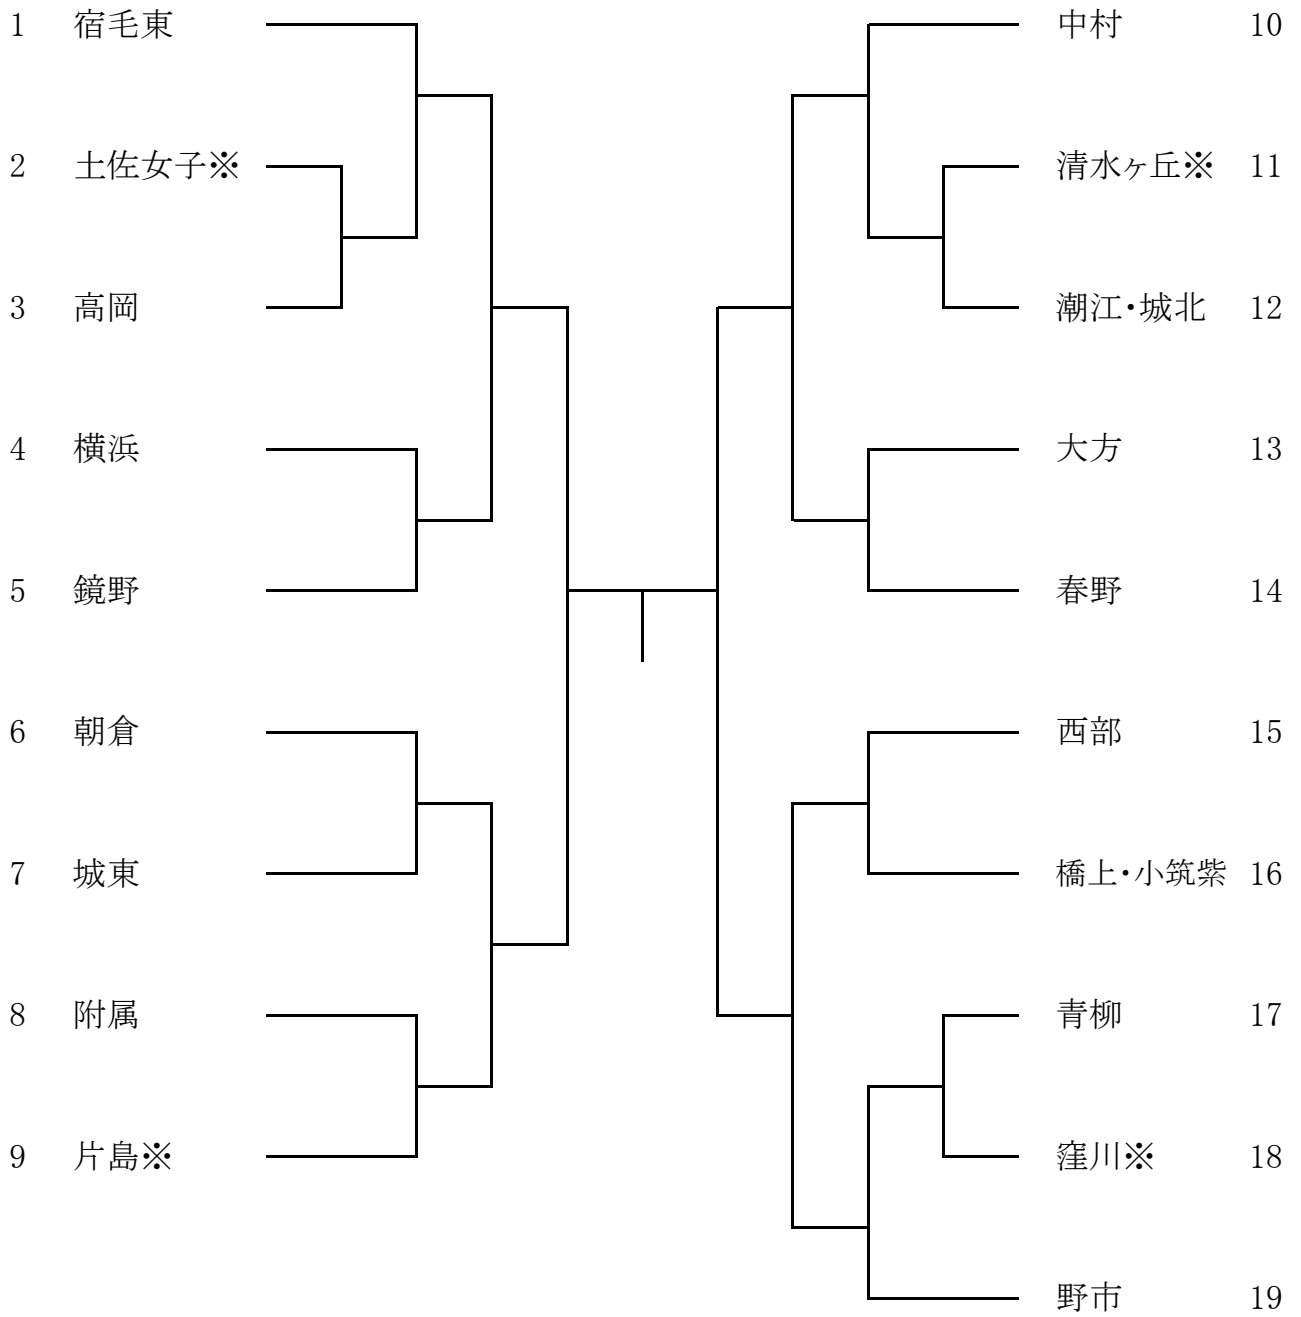 1 宿毛東
2 土佐女子※
3 高岡
4 横浜
5 鏡野
6 朝倉
7 城東
8 附属
9 片島※
中村 10
清水ヶ丘※ 11
潮江・城北 12
大方 13
春野 14
西部 15
橋上・小筑紫 16
青柳 17
窪川※ 18
野市 19